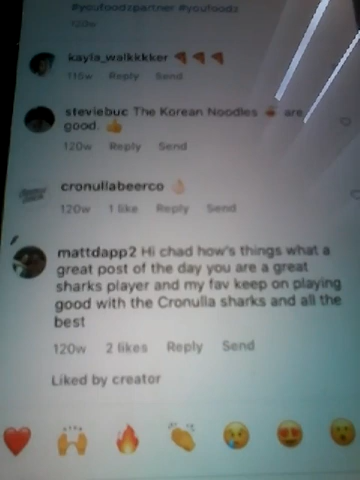 #youfoodzpartner #youfoodz
120w
kayla_walkkkker 🍕🍕🍕
115w Reply Send
steviebuc The Korean Noodles 🍜 are
good. 👍
120w Reply Send
cronullabeerco 👌
120w 1 like Reply Send
mattdapp2 Hi chad how's things what a
great post of the day you are a great
sharks player and my fav keep on playing
good with the Cronulla sharks and all the
best
120w 2 likes Reply Send
Liked by creator
❤️ 🙌 🔥 👏 😢 😍 😮